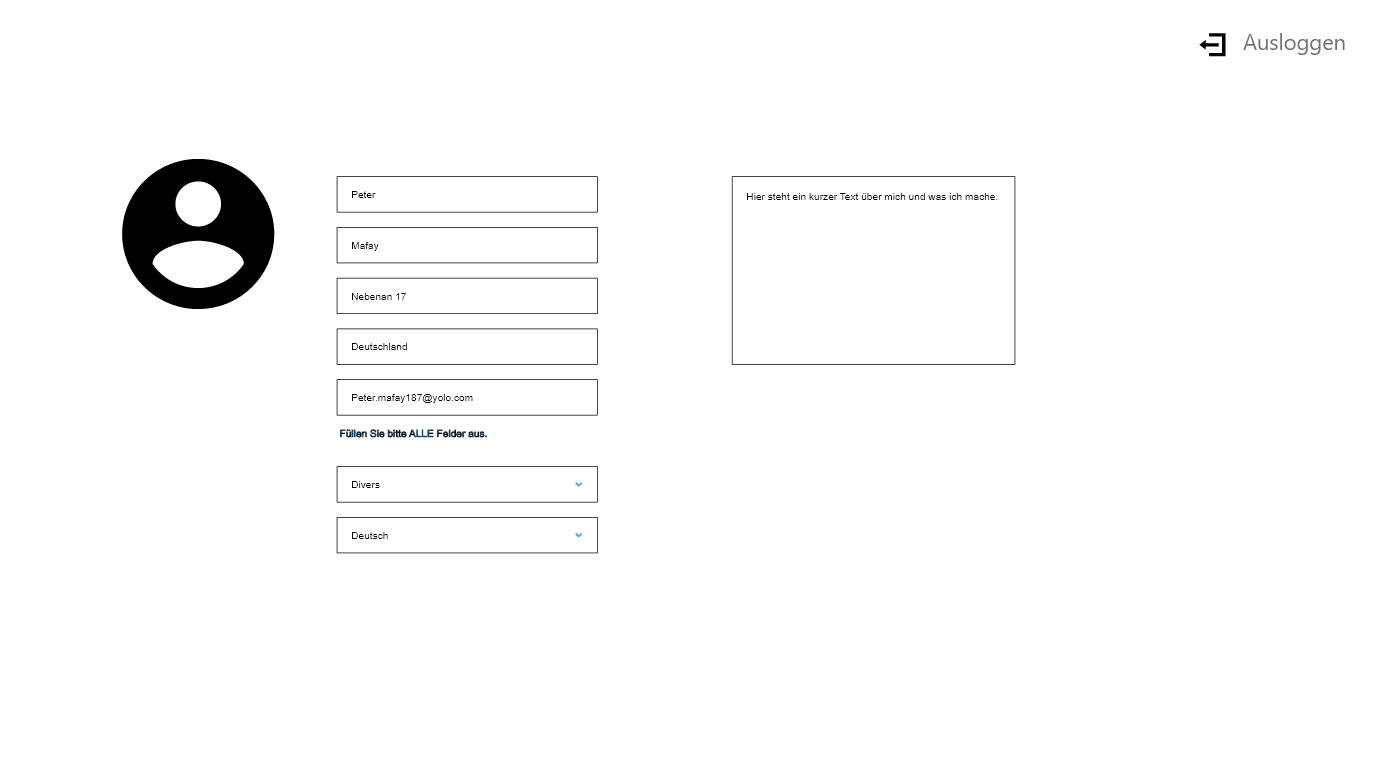 Ausloggen
Peter
Mafay
Nebenan 17
Deutschland
Peter.mafay187@yolo.com
Füllen Sie bitte ALLE Felder aus.
Divers
Deutsch
Hier steht ein kurzer Text über mich und was ich mache.